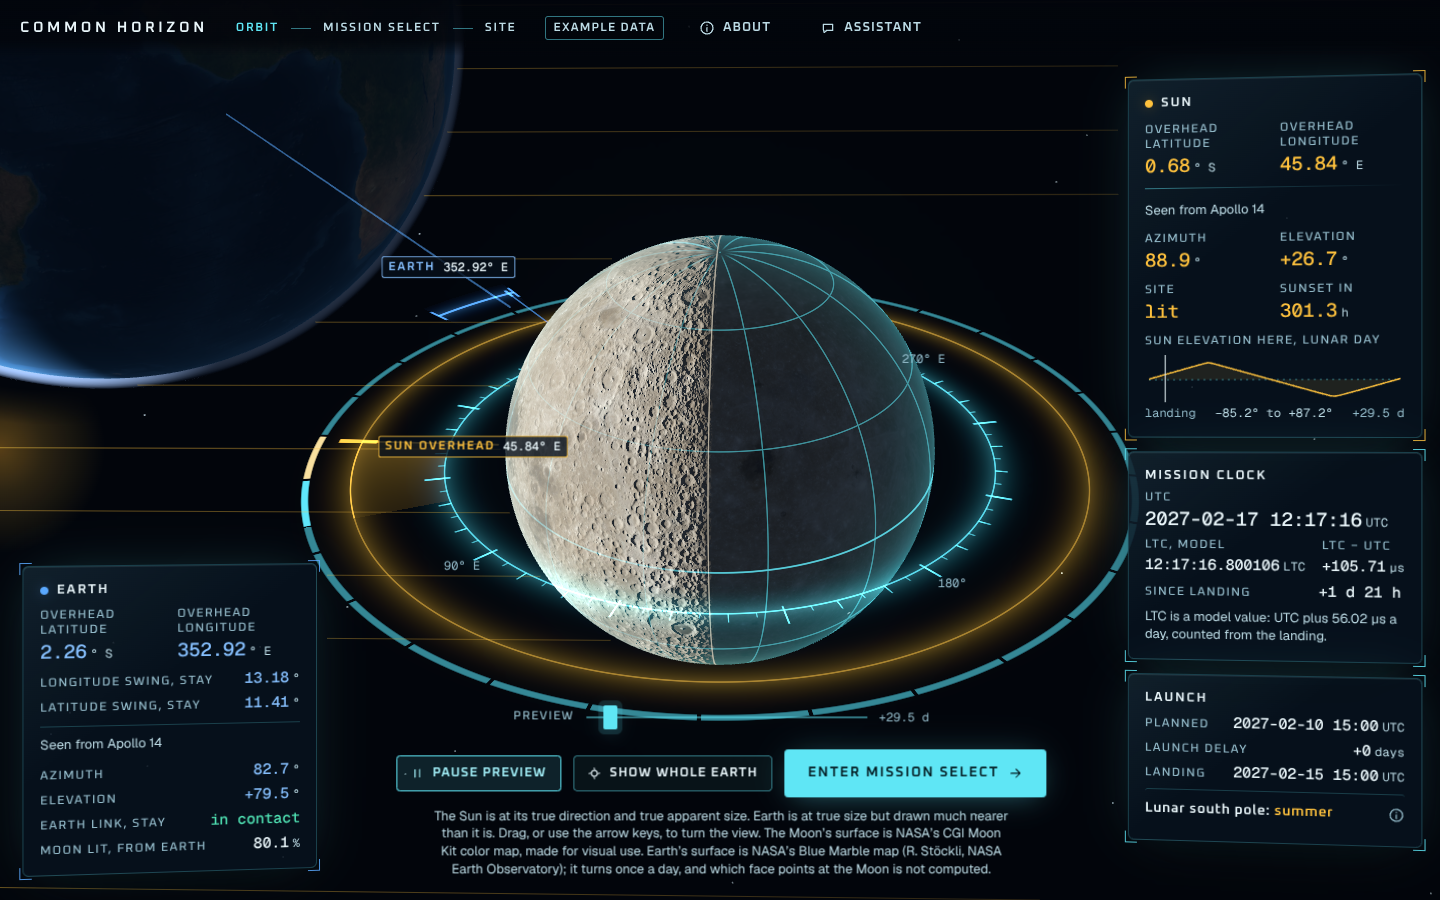 COMMON HORIZON
ORBIT MISSION SELECT SITE EXAMPLE DATA ABOUT ASSISTANT
EARTH 352.92° E
SUN OVERHEAD 45.84° E
270° E
90° E
180°
EARTH
OVERHEAD LATITUDE
OVERHEAD LONGITUDE
2.26° S
352.92° E
LONGITUDE SWING, STAY 13.18°
LATITUDE SWING, STAY 11.41°
Seen from Apollo 14
AZIMUTH 82.7°
ELEVATION +79.5°
EARTH LINK, STAY in contact
MOON LIT, FROM EARTH 80.1%
PREVIEW +29.5 d
PAUSE PREVIEW
SHOW WHOLE EARTH
ENTER MISSION SELECT →
The Sun is at its true direction and true apparent size. Earth is at true size but drawn much nearer
than it is. Drag, or use the arrow keys, to turn the view. The Moon's surface is NASA's CGI Moon
Kit color map, made for visual use. Earth's surface is NASA's Blue Marble map (R. Stöckli, NASA
Earth Observatory); it turns once a day, and which face points at the Moon is not computed.
SUN
OVERHEAD LATITUDE
OVERHEAD LONGITUDE
0.68° S
45.84° E
Seen from Apollo 14
AZIMUTH ELEVATION
88.9° +26.7°
SITE SUNSET IN
lit 301.3 h
SUN ELEVATION HERE, LUNAR DAY
landing −85.2° to +87.2° +29.5 d
MISSION CLOCK
UTC
2027-02-17 12:17:16 UTC
LTC, MODEL LTC − UTC
12:17:16.800106 LTC +105.71 µs
SINCE LANDING +1 d 21 h
LTC is a model value: UTC plus 56.02 µs a
day, counted from the landing.
LAUNCH
PLANNED 2027-02-10 15:00 UTC
LAUNCH DELAY +0 days
LANDING 2027-02-15 15:00 UTC
Lunar south pole: summer